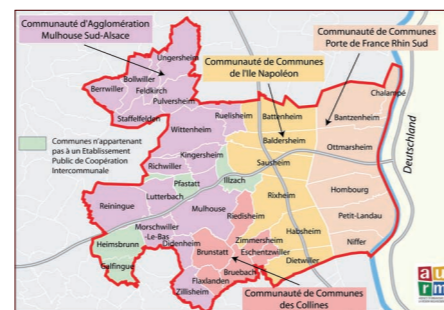 Communauté d'Agglomération
Mulhouse Sud-Alsace
Communauté de Communes
Porte de France Rhin Sud
Communauté de Communes
de l'Ile Napoléon
Ungersheim
Bollwiller
Berrwiller
Feldkirch
Pulversheim
Staffelfelden
Ruelisheim
Battenheim
Chalampé
Bantzenheim
Wittenheim
Baldersheim
Ottmarsheim
Deutschland
Communes n'appartenant
pas à un Etablissement
Public de Coopération
Intercommunale
Kingersheim
Sausheim
Richwiller
Pfastatt
Illzach
Hombourg
Reiningue
Lutterbach
Mulhouse
Riedisheim
Rixheim
Petit-Landau
Morschwiller
-Le-Bas
Heimsbrunn
Didenheim
Zimmersheim
Habsheim
Niffer
Brunstatt
Eschentzwiller
Galfingue
Bruebach
Dietwiller
Flaxlanden
Zillisheim
Communauté de Communes
des Collines
au
rm